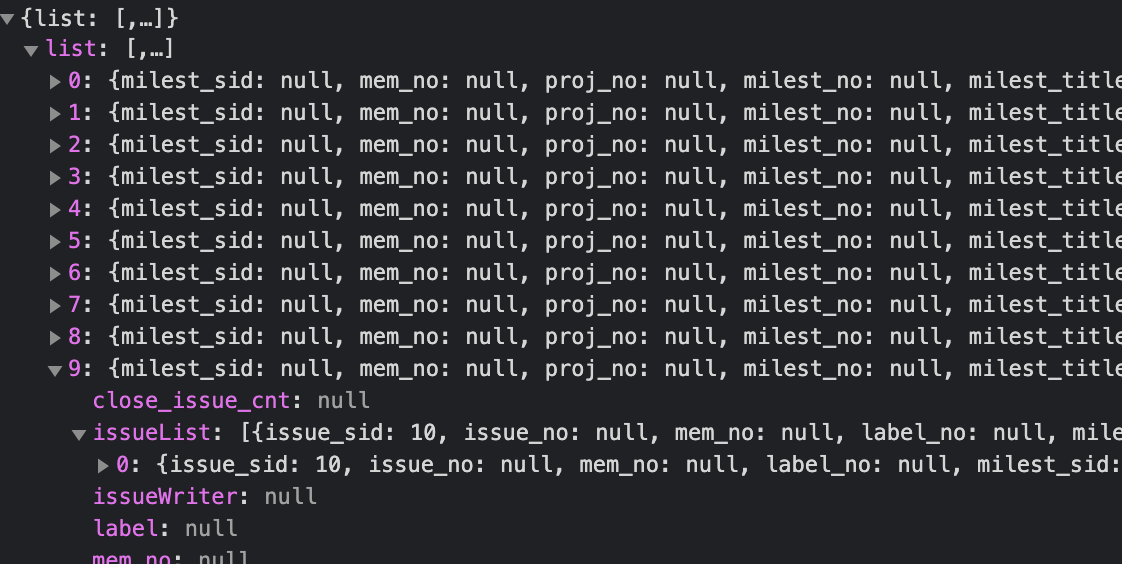 {list: [,…]}
list: [,…]
0: {milest_sid: null, mem_no: null, proj_no: null, milest_no: null, milest_title
1: {milest_sid: null, mem_no: null, proj_no: null, milest_no: null, milest_title
2: {milest_sid: null, mem_no: null, proj_no: null, milest_no: null, milest_title
3: {milest_sid: null, mem_no: null, proj_no: null, milest_no: null, milest_title
4: {milest_sid: null, mem_no: null, proj_no: null, milest_no: null, milest_title
5: {milest_sid: null, mem_no: null, proj_no: null, milest_no: null, milest_title
6: {milest_sid: null, mem_no: null, proj_no: null, milest_no: null, milest_title
7: {milest_sid: null, mem_no: null, proj_no: null, milest_no: null, milest_title
8: {milest_sid: null, mem_no: null, proj_no: null, milest_no: null, milest_title
9: {milest_sid: null, mem_no: null, proj_no: null, milest_no: null, milest_title
close_issue_cnt: null
issueList: [{issue_sid: 10, issue_no: null, mem_no: null, label_no: null, mile
0: {issue_sid: 10, issue_no: null, mem_no: null, label_no: null, milest_sid:
issueWriter: null
label: null
mem_no: null